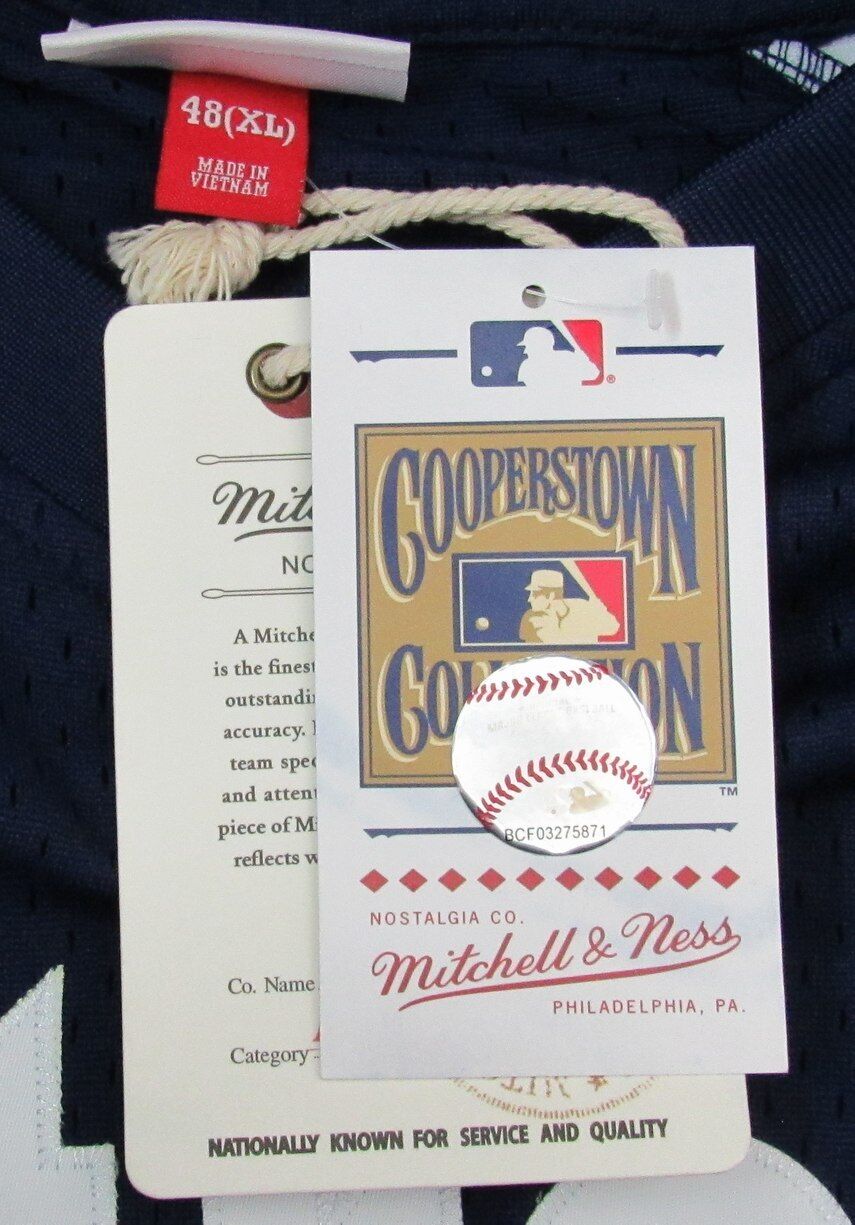 48(XL)
MADE IN
VIETNAM
®
COOPERSTOWN
COLLECTION
BCF03275871
TM
NOSTALGIA CO.
Mitchell & Ness
PHILADELPHIA, PA.
Mit
NO
A Mitche
is the finest
outstandi
accuracy.
team spec
and attent
piece of Mi
reflects w
Co. Name
Category
NATIONALLY KNOWN FOR SERVICE AND QUALITY